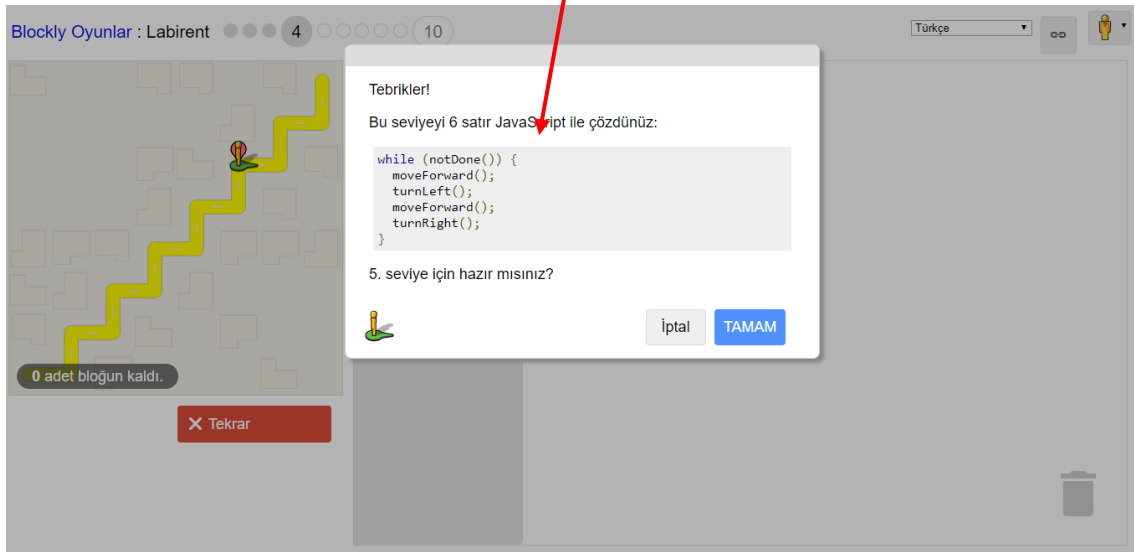 Blockly Oyunlar : Labirent 4 10
Türkçe
Tebrikler!
Bu seviyeyi 6 satır JavaScript ile çözdünüz:
while (notDone()) {
  moveForward();
  turnLeft();
  moveForward();
  turnRight();
}
5. seviye için hazır mısınız?
İptal
TAMAM
0 adet bloğun kaldı.
Tekrar